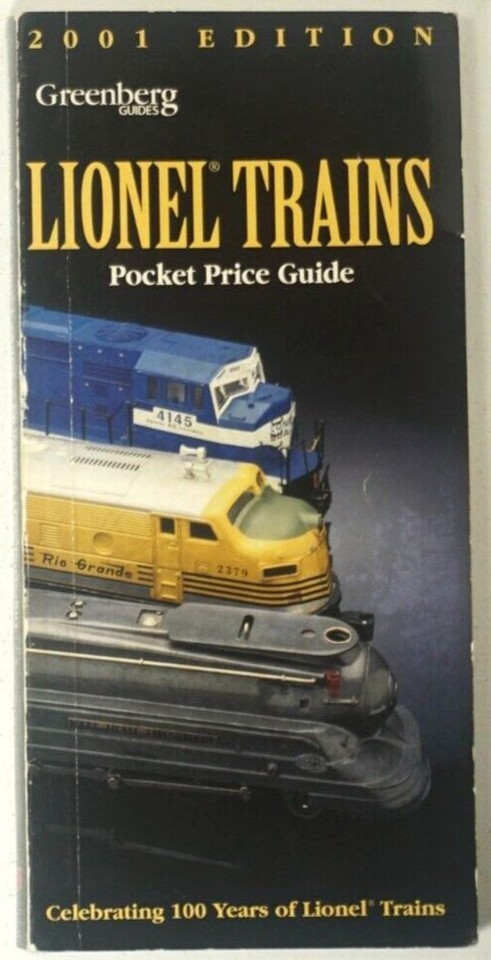 2001 EDITION
Greenberg
GUIDES
LIONEL® TRAINS
Pocket Price Guide
4145
Rio Grande
2379
Celebrating 100 Years of Lionel® Trains